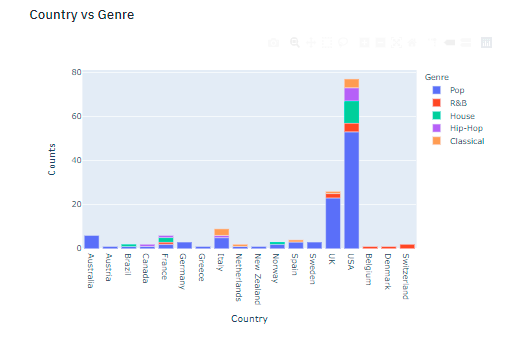 Country vs Genre
80
60
40
20
0
Counts
Genre
Pop
R&B
House
Hip-Hop
Classical
Australia
Austria
Brazil
Canada
France
Germany
Greece
Italy
Netherlands
New Zealand
Norway
Spain
Sweden
UK
USA
Belgium
Denmark
Switzerland
Country